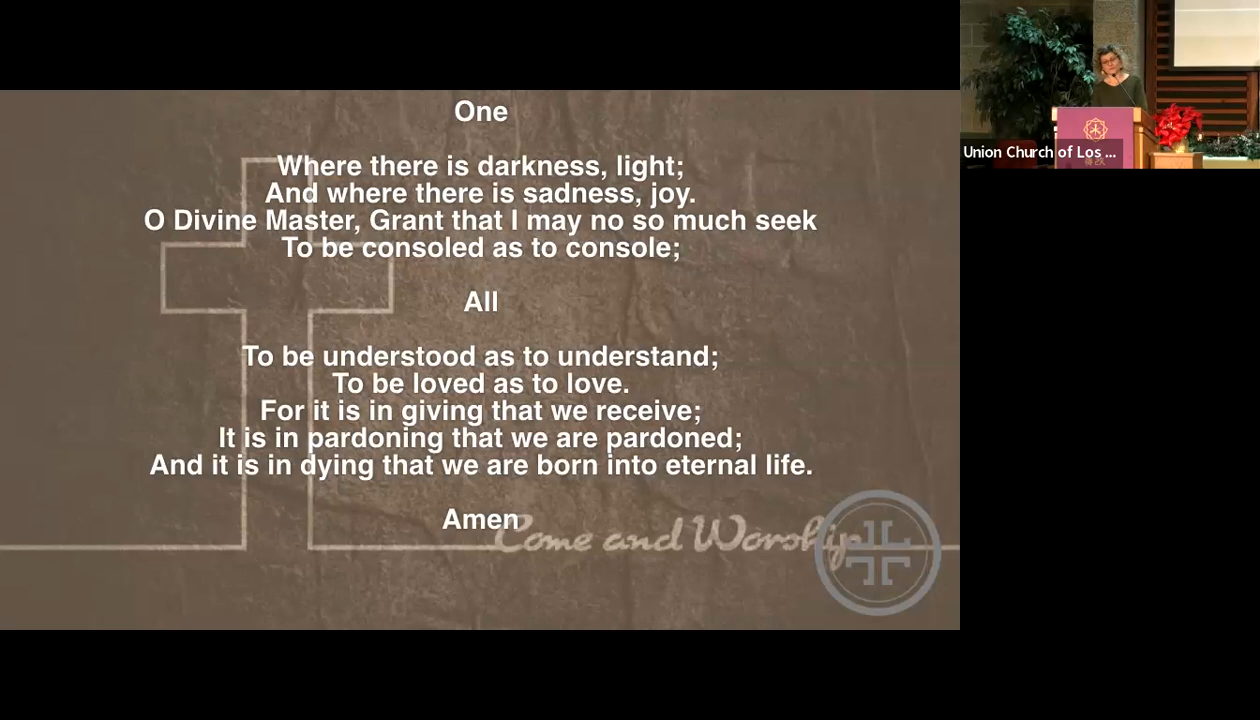 One
Where there is darkness, light;
And where there is sadness, joy.
O Divine Master, Grant that I may no so much seek
To be consoled as to console;
All
To be understood as to understand;
To be loved as to love.
For it is in giving that we receive;
It is in pardoning that we are pardoned;
And it is in dying that we are born into eternal life.
Amen
Come and Worship
Union Church of Los ...